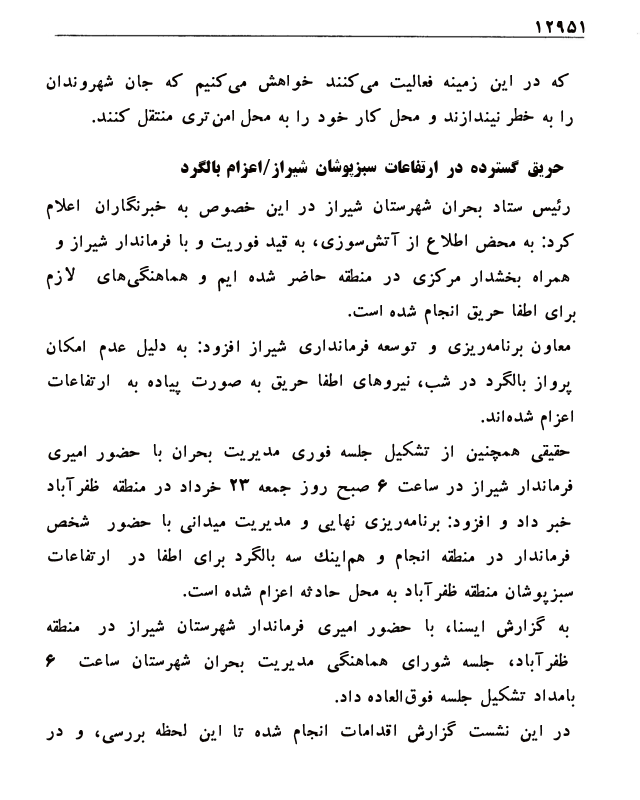 ۱۲۹۵۱
که در این زمینه فعالیت می‌کنند خواهش می‌کنیم که جان شهروندان
را به خطر نیندازند و محل کار خود را به محل امن‌تری منتقل کنند.
حریق گسترده در ارتفاعات سبزپوشان شیراز/اعزام بالگرد
رئیس ستاد بحران شهرستان شیراز در این خصوص به خبرنگاران اعلام
کرد: به محض اطلاع از آتش‌سوزی، به قید فوریت و با فرماندار شیراز و
همراه بخشدار مرکزی در منطقه حاضر شده ایم و هماهنگی‌های لازم
برای اطفا حریق انجام شده است.
معاون برنامه‌ریزی و توسعه فرمانداری شیراز افزود: به دلیل عدم امکان
پرواز بالگرد در شب، نیروهای اطفا حریق به صورت پیاده به ارتفاعات
اعزام شده‌اند.
حقیقی همچنین از تشکیل جلسه فوری مدیریت بحران با حضور امیری
فرماندار شیراز در ساعت ۶ صبح روز جمعه ۲۳ خرداد در منطقه ظفرآباد
خبر داد و افزود: برنامه‌ریزی نهایی و مدیریت میدانی با حضور شخص
فرماندار در منطقه انجام و هم‌اینك سه بالگرد برای اطفا در ارتفاعات
سبزپوشان منطقه ظفرآباد به محل حادثه اعزام شده است.
به گزارش ایسنا، با حضور امیری فرماندار شهرستان شیراز در منطقه
ظفرآباد، جلسه شورای هماهنگی مدیریت بحران شهرستان ساعت ۶
بامداد تشکیل جلسه فوق‌العاده داد.
در این نشست گزارش اقدامات انجام شده تا این لحظه بررسی، و در